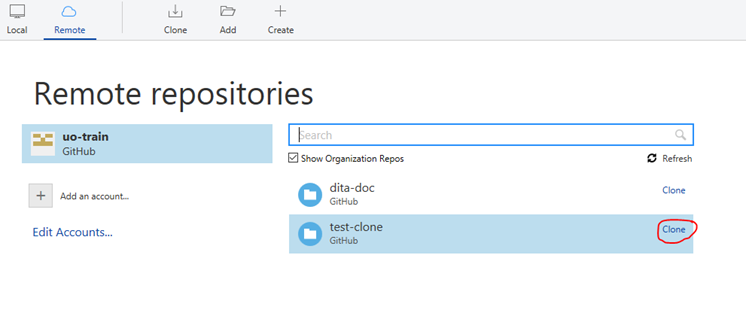 Local
Remote
Clone
Add
Create
Remote repositories
uo-train
GitHub
Add an account...
Edit Accounts...
Search
Show Organization Repos
Refresh
dita-doc
GitHub
Clone
test-clone
GitHub
Clone